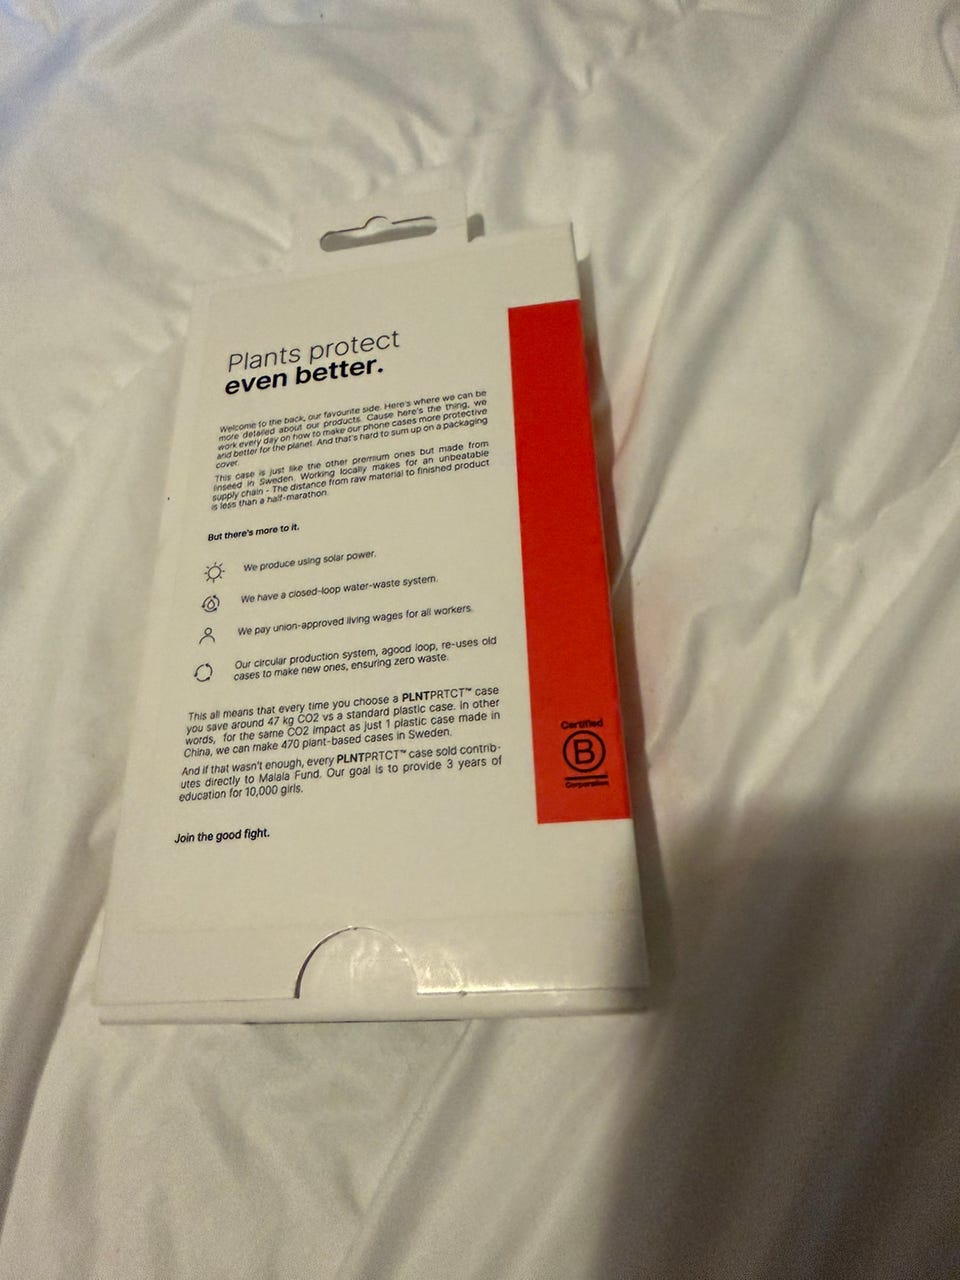 Plants protect
even better.
Welcome to the back, our favourite side. Here's where we can be
more detailed about our products. Cause here's the thing, we
work every day on how to make our phone cases more protective
and better for the planet. And that's hard to sum up on a packaging
cover.
This case is just like the other premium ones but made from
linseed in Sweden. Working locally makes for an unbeatable
supply chain - The distance from raw material to finished product
is less than a half-marathon.
But there's more to it.
We produce using solar power.
We have a closed-loop water-waste system.
We pay union-approved living wages for all workers.
Our circular production system, agood loop, re-uses old
cases to make new ones, ensuring zero waste.
This all means that every time you choose a PLNTPRTCT™ case
you save around 47 kg CO2 vs a standard plastic case. In other
words, for the same CO2 impact as just 1 plastic case made in
China, we can make 470 plant-based cases in Sweden.
And if that wasn't enough, every PLNTPRTCT™ case sold contrib-
utes directly to Malala Fund. Our goal is to provide 3 years of
education for 10,000 girls.
Join the good fight.
Certified
B
Corporation